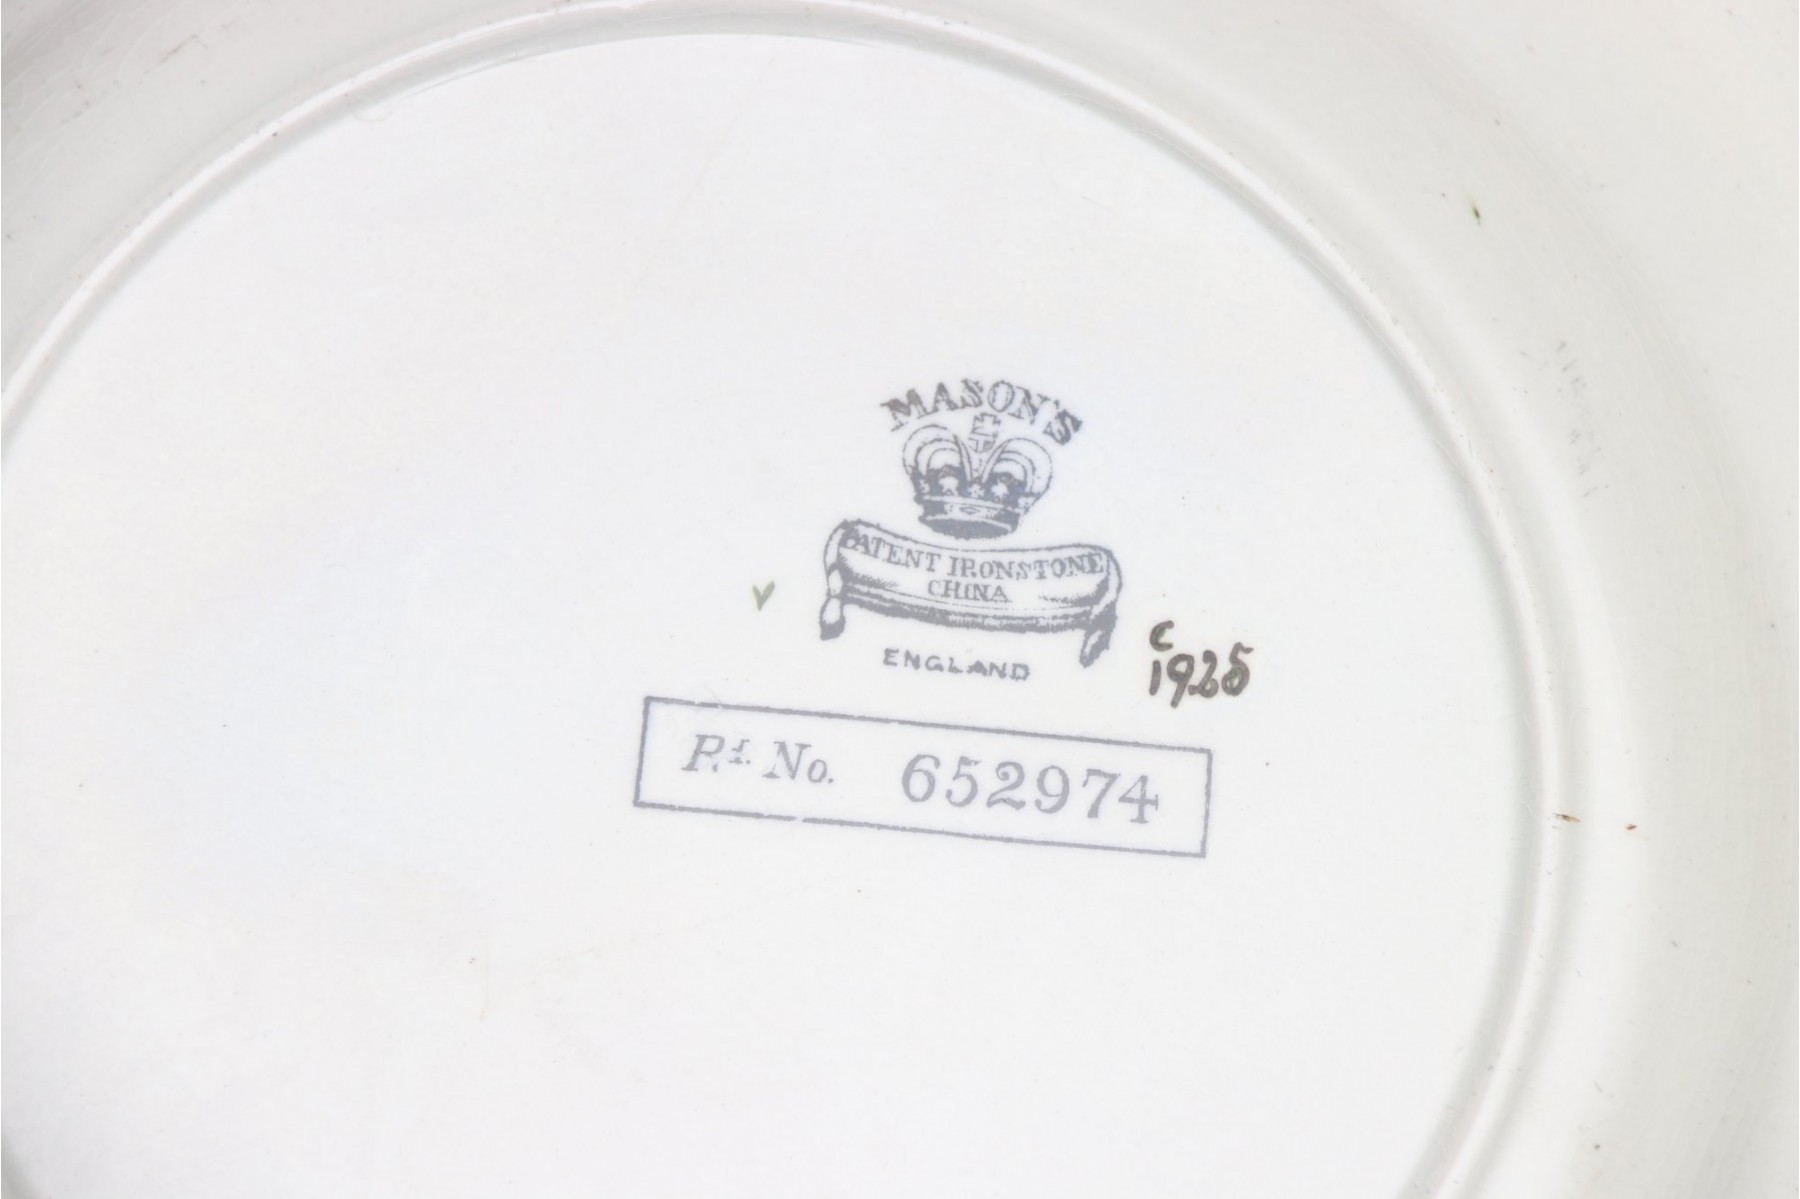 MASON'S
PATENT IRONSTONE
CHINA
ENGLAND
C
1925
Rd. No. 652974